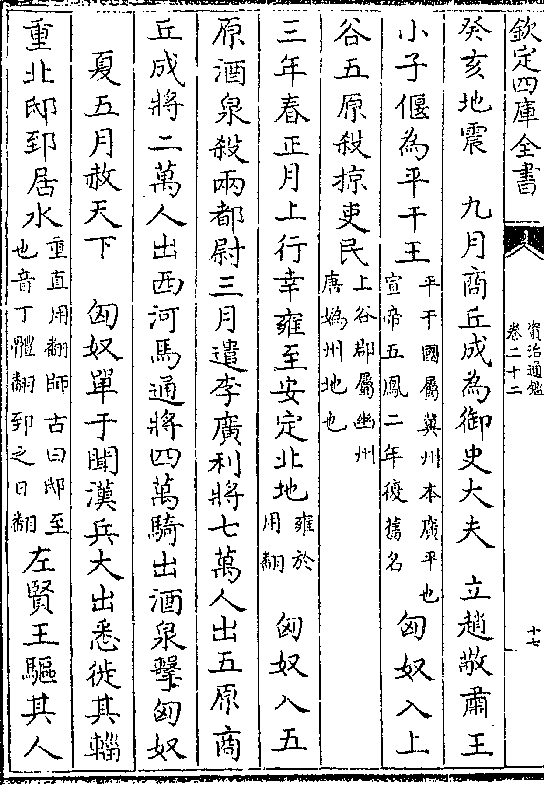 欽定四庫全書
資治通鑑
卷二十二
十七
癸亥地震　九月商丘成為御史大夫　立趙敬肅王
小子偃為平干王平干國屬冀州本廣平也宣帝五鳳二年復舊名　匈奴入上
谷五原殺掠吏民上谷郡屬幽州唐媯州地也
三年春正月上行幸雍至安定北地雍於用翻　匈奴入五
原酒泉殺兩都尉三月遣李廣利將七萬人出五原商
丘成將二萬人出西河馬通將四萬騎出酒泉擊匈奴
夏五月赦天下　匈奴單于聞漢兵大出悉徙其輜
重北邸郅居水重直用翻師古曰邸至也音丁禮翻郅之日翻左賢王驅其人